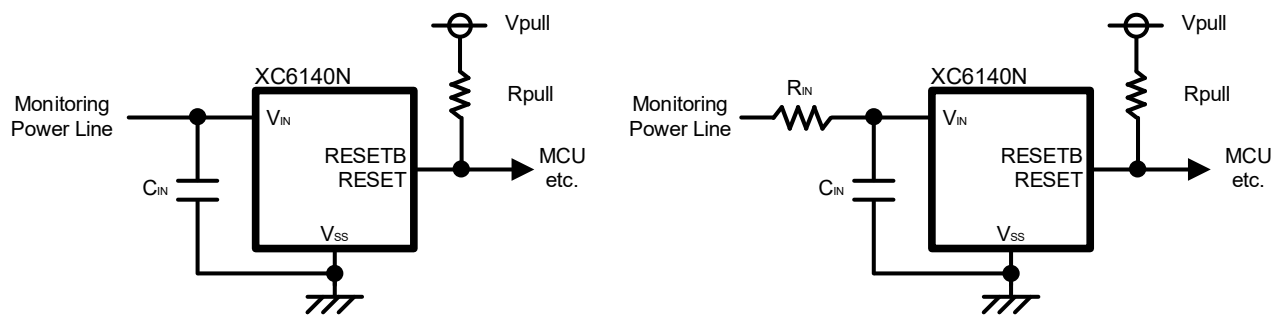 Vpull
XC6140N
Rpull
Monitoring
Power Line
VIN
RESETB
RESET
MCU
etc.
CIN
VSS
Vpull
XC6140N
RIN
Rpull
Monitoring
Power Line
VIN
RESETB
RESET
MCU
etc.
CIN
VSS